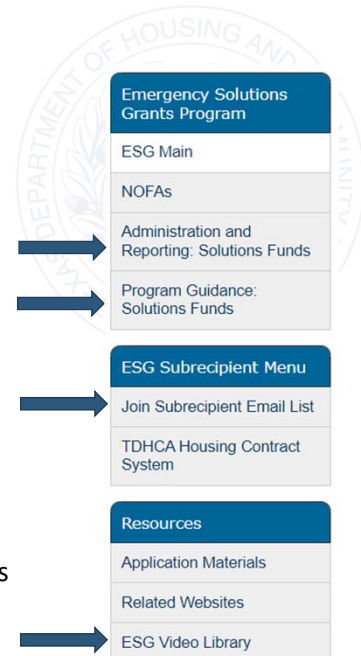 Emergency Solutions
Grants Program
ESG Main
NOFAs
Administration and
Reporting: Solutions Funds
Program Guidance:
Solutions Funds
ESG Subrecipient Menu
Join Subrecipient Email List
TDHCA Housing Contract
System
Resources
Application Materials
s
Related Websites
ESG Video Library